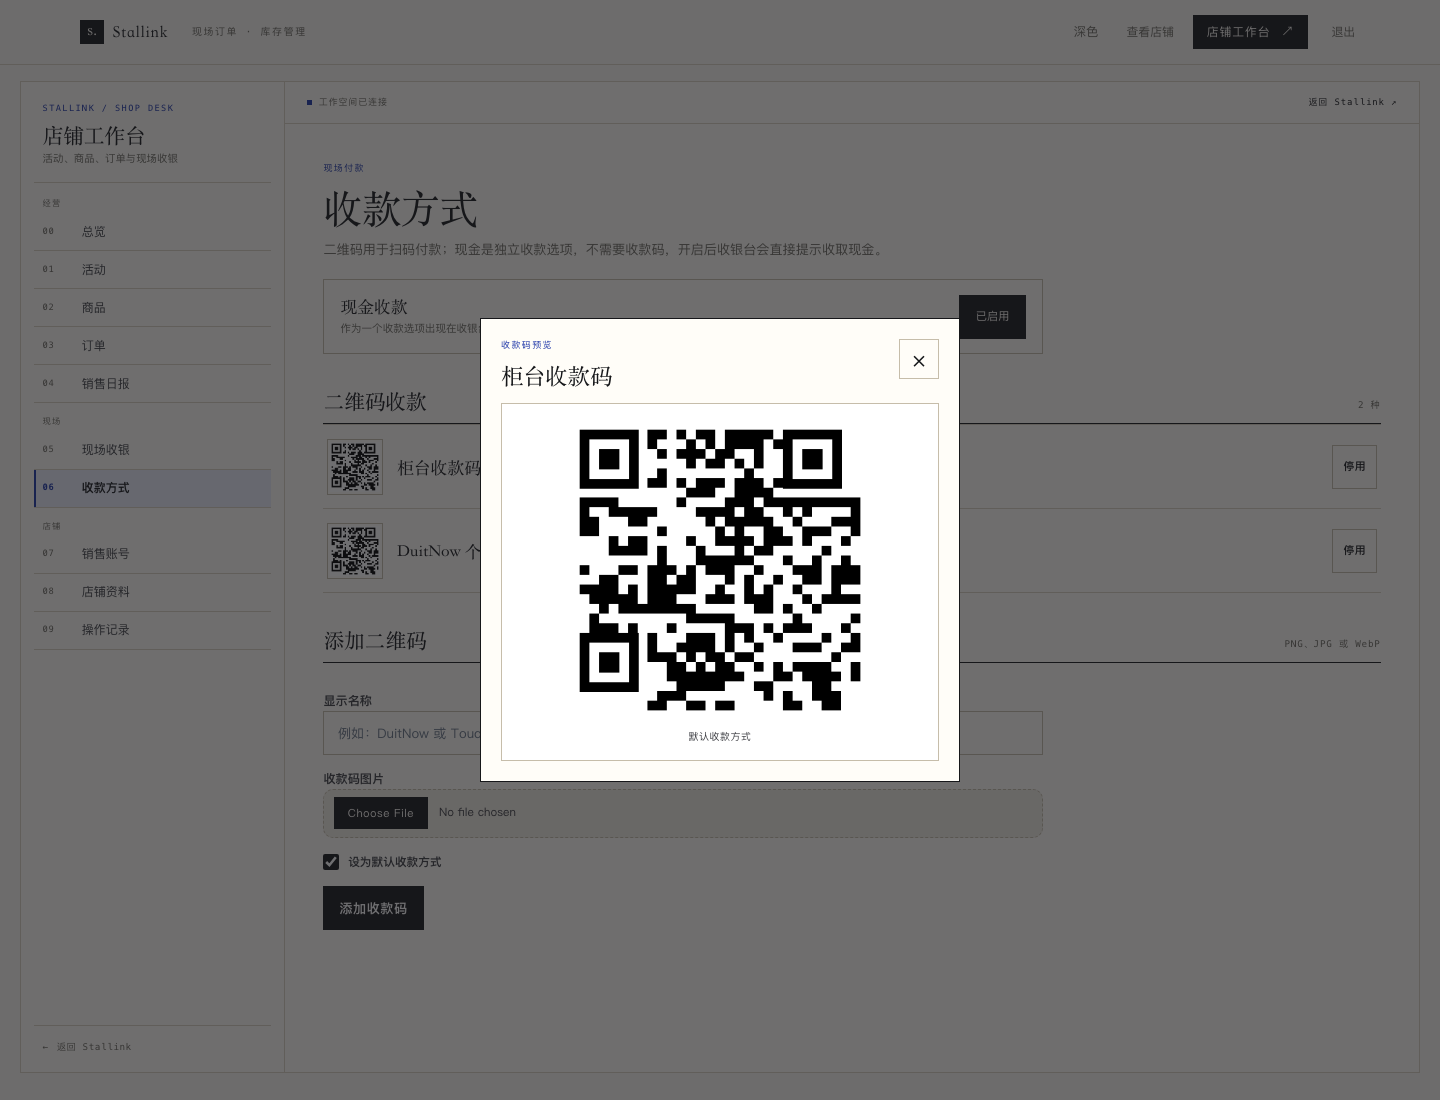 s. Stallink 现场订单 · 库存管理 深色 查看店铺 店铺工作台 ↗ 退出
STALLINK / SHOP DESK
店铺工作台
活动、商品、订单与现场收银
经营
00 总览
01 活动
02 商品
03 订单
04 销售日报
现场
05 现场收银
06 收款方式
店铺
07 销售账号
08 店铺资料
09 操作记录
← 返回 Stallink
工作空间已连接 返回 Stallink ↗
现场付款
收款方式
二维码用于扫码付款；现金是独立收款选项，不需要收款码，开启后收银台会直接提示收取现金。
现金收款
作为一个收款选项出现在收银
已启用
二维码收款 2 种
柜台收款码 停用
DuitNow 个 停用
添加二维码 PNG、JPG 或 WebP
显示名称
例如：DuitNow 或 Touc
收款码图片
Choose File No file chosen
设为默认收款方式
添加收款码
收款码预览
柜台收款码
×
默认收款方式